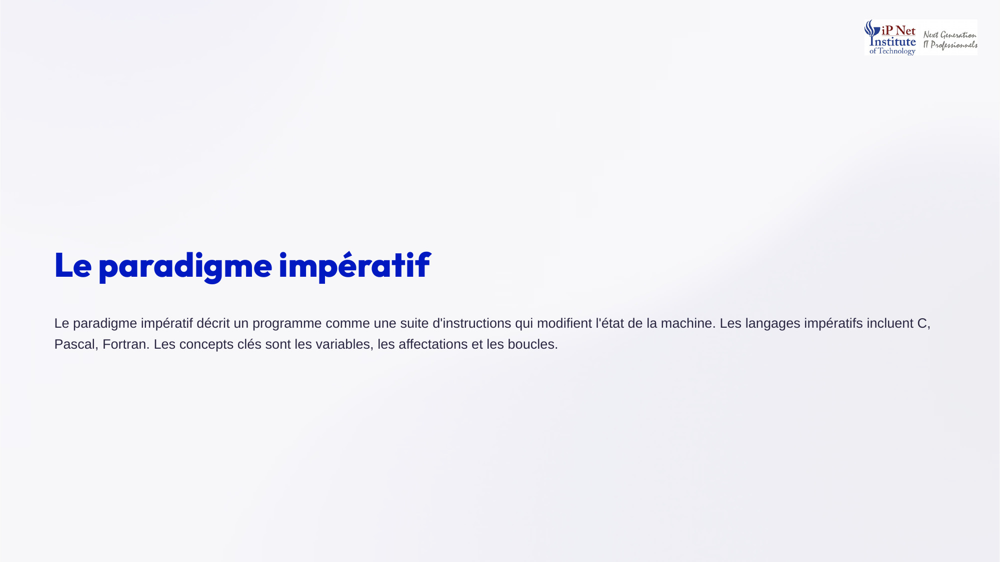 iP Net
Institute
of Technology
Next Generation
IT Professionnels
Le paradigme impératif
Le paradigme impératif décrit un programme comme une suite d'instructions qui modifient l'état de la machine. Les langages impératifs incluent C,
Pascal, Fortran. Les concepts clés sont les variables, les affectations et les boucles.